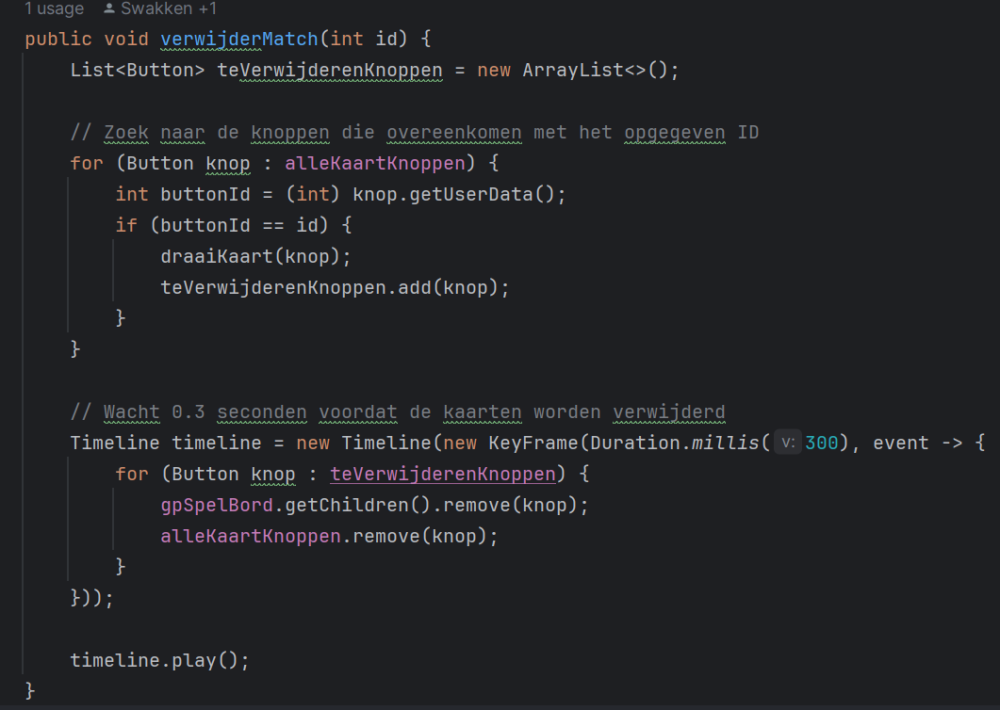 1 usage Swakken +1
public void verwijderMatch(int id) {
List<Button> teVerwijderenKnoppen = new ArrayList<>();
// Zoek naar de knoppen die overeenkomen met het opgegeven ID
for (Button knop : alleKaartKnoppen) {
int buttonId = (int) knop.getUserData();
if (buttonId == id) {
draaiKaart(knop);
teVerwijderenKnoppen.add(knop);
}
}
// Wacht 0.3 seconden voordat de kaarten worden verwijderd
Timeline timeline = new Timeline(new KeyFrame(Duration.millis( v: 300), event -> {
for (Button knop : teVerwijderenKnoppen) {
gpSpelBord.getChildren().remove(knop);
alleKaartKnoppen.remove(knop);
}
}));
timeline.play();
}